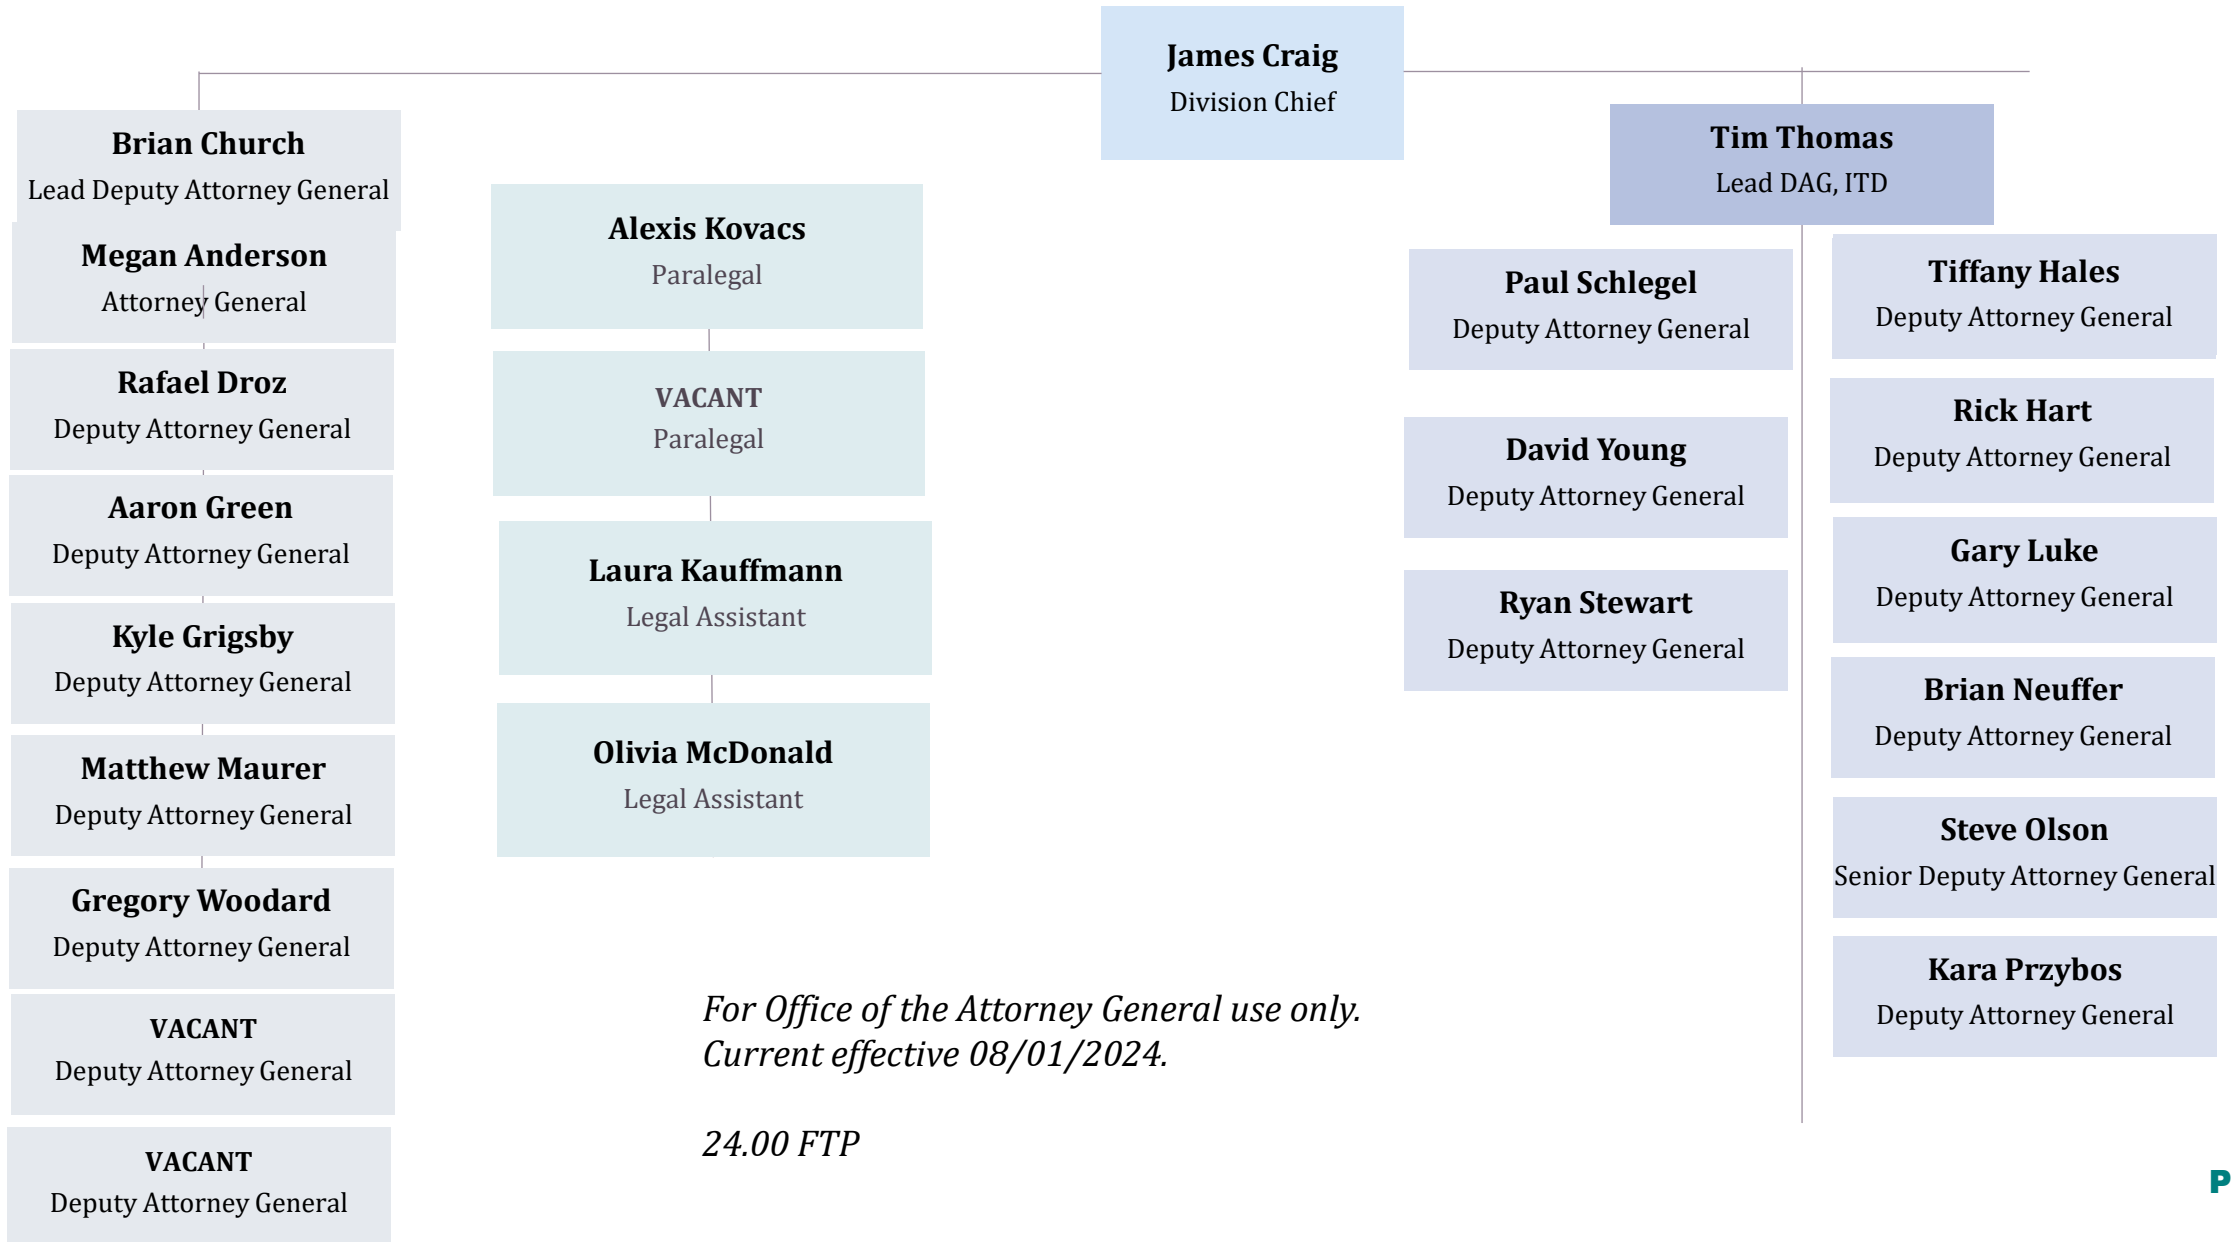 James Craig
Division Chief
Brian Church
Lead Deputy Attorney General
Megan Anderson
Attorney General
Rafael Droz
Deputy Attorney General
Aaron Green
Deputy Attorney General
Kyle Grigsby
Deputy Attorney General
Matthew Maurer
Deputy Attorney General
Gregory Woodard
Deputy Attorney General
VACANT
Deputy Attorney General
VACANT
Deputy Attorney General
Alexis Kovacs
Paralegal
VACANT
Paralegal
Laura Kauffmann
Legal Assistant
Olivia McDonald
Legal Assistant
Tim Thomas
Lead DAG, ITD
Paul Schlegel
Deputy Attorney General
David Young
Deputy Attorney General
Ryan Stewart
Deputy Attorney General
Tiffany Hales
Deputy Attorney General
Rick Hart
Deputy Attorney General
Gary Luke
Deputy Attorney General
Brian Neuffer
Deputy Attorney General
Steve Olson
Senior Deputy Attorney General
Kara Przybos
Deputy Attorney General
For Office of the Attorney General use only.
Current effective 08/01/2024.
24.00 FTP
P